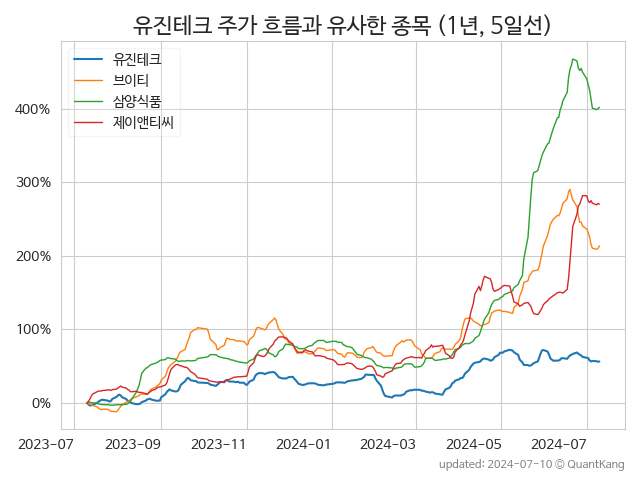 유진테크 주가 흐름과 유사한 종목 (1년, 5일선)
유진테크
브이티
삼양식품
제이앤티씨
400%
300%
200%
100%
0%
2023-07 2023-09 2023-11 2024-01 2024-03 2024-05 2024-07
updated: 2024-07-10 © QuantKang